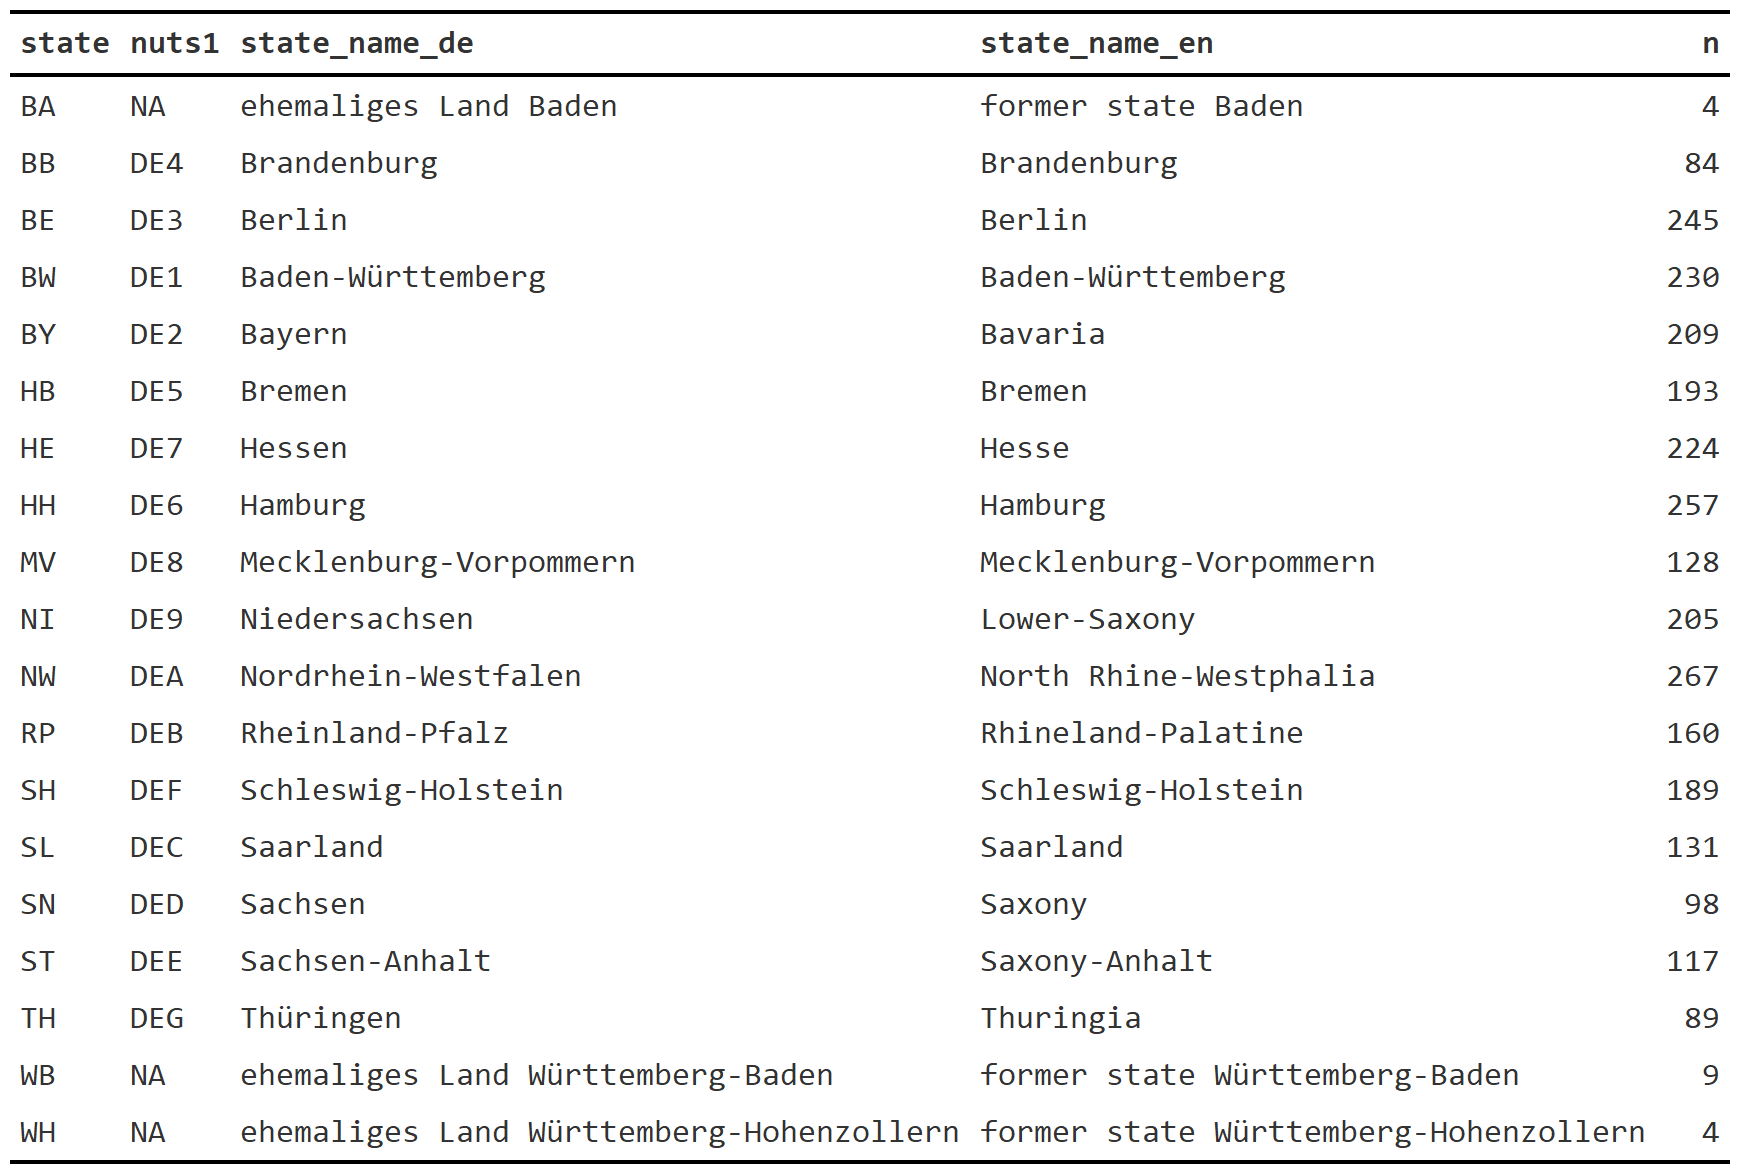 state nuts1 state_name_de state_name_en n
BA NA ehemaliges Land Baden former state Baden 4
BB DE4 Brandenburg Brandenburg 84
BE DE3 Berlin Berlin 245
BW DE1 Baden-Württemberg Baden-Württemberg 230
BY DE2 Bayern Bavaria 209
HB DE5 Bremen Bremen 193
HE DE7 Hessen Hesse 224
HH DE6 Hamburg Hamburg 257
MV DE8 Mecklenburg-Vorpommern Mecklenburg-Vorpommern 128
NI DE9 Niedersachsen Lower-Saxony 205
NW DEA Nordrhein-Westfalen North Rhine-Westphalia 267
RP DEB Rheinland-Pfalz Rhineland-Palatine 160
SH DEF Schleswig-Holstein Schleswig-Holstein 189
SL DEC Saarland Saarland 131
SN DED Sachsen Saxony 98
ST DEE Sachsen-Anhalt Saxony-Anhalt 117
TH DEG Thüringen Thuringia 89
WB NA ehemaliges Land Württemberg-Baden former state Württemberg-Baden 9
WH NA ehemaliges Land Württemberg-Hohenzollern former state Württemberg-Hohenzollern 4